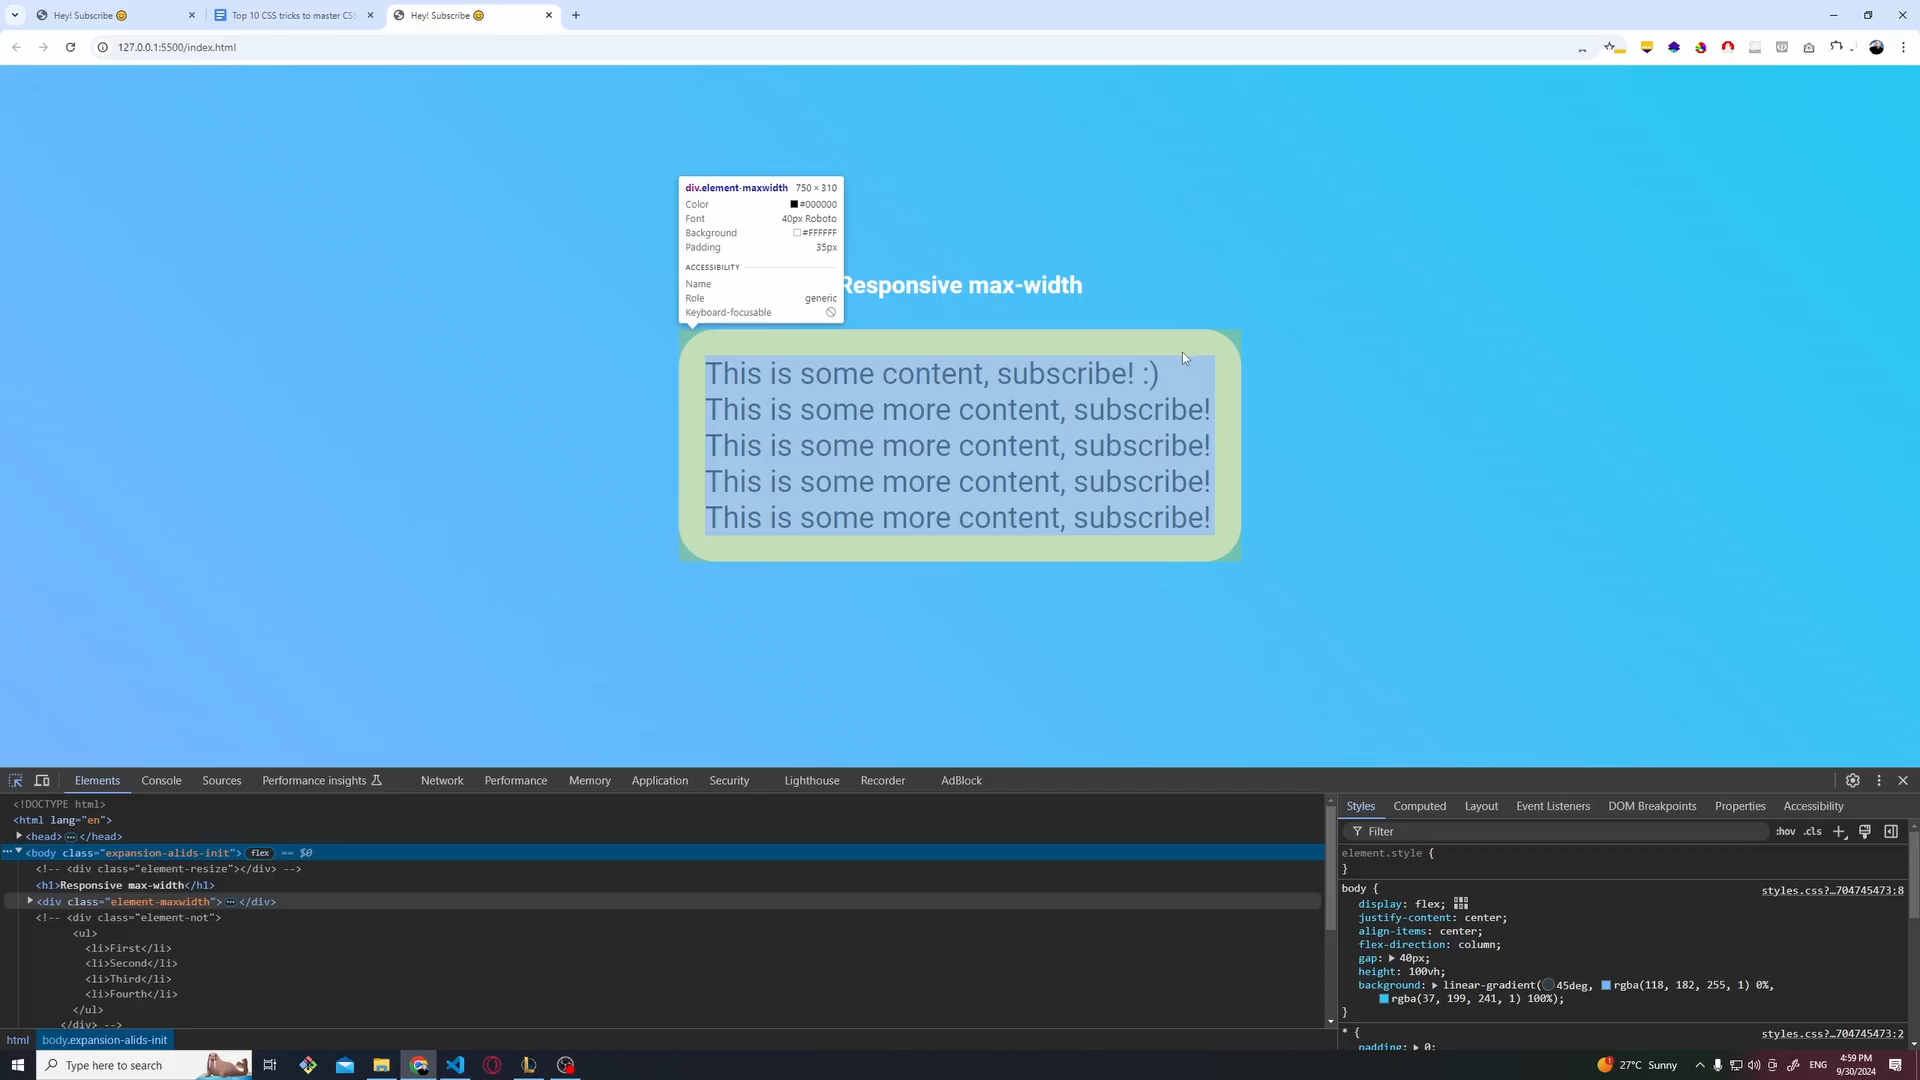 Hey! Subscribe 😊
Top 10 CSS tricks to master CSS
Hey! Subscribe 😊
127.0.0.1:5500/index.html
div.element-maxwidth 750 × 310
Color #000000
Font 40px Roboto
Background #FFFFFF
Padding 35px
ACCESSIBILITY
Name
Role generic
Keyboard-focusable
Responsive max-width
This is some content, subscribe! :)
This is some more content, subscribe!
This is some more content, subscribe!
This is some more content, subscribe!
This is some more content, subscribe!
Elements Console Sources Performance insights Network Performance Memory Application Security Lighthouse Recorder AdBlock
<!DOCTYPE html>
<html lang="en">
<head> </head>
<body class="expansion-alids-init"> flex == $0
<!-- <div class="element-resize"></div> -->
<h1>Responsive max-width</h1>
<div class="element-maxwidth"> </div>
<!-- <div class="element-not">
<ul>
<li>First</li>
<li>Second</li>
<li>Third</li>
<li>Fourth</li>
</ul>
</div> -->
html body.expansion-alids-init
Styles Computed Layout Event Listeners DOM Breakpoints Properties Accessibility
Filter :hov .cls
element.style {
}
body { styles.css?…704745473:8
display: flex;
justify-content: center;
align-items: center;
flex-direction: column;
gap: 40px;
height: 100vh;
background: linear-gradient(45deg, rgba(118, 182, 255, 1) 0%,
rgba(37, 199, 241, 1) 100%);
}
* { styles.css?…704745473:2
padding: 0;
Type here to search
27°C Sunny
ENG
4:59 PM
9/30/2024